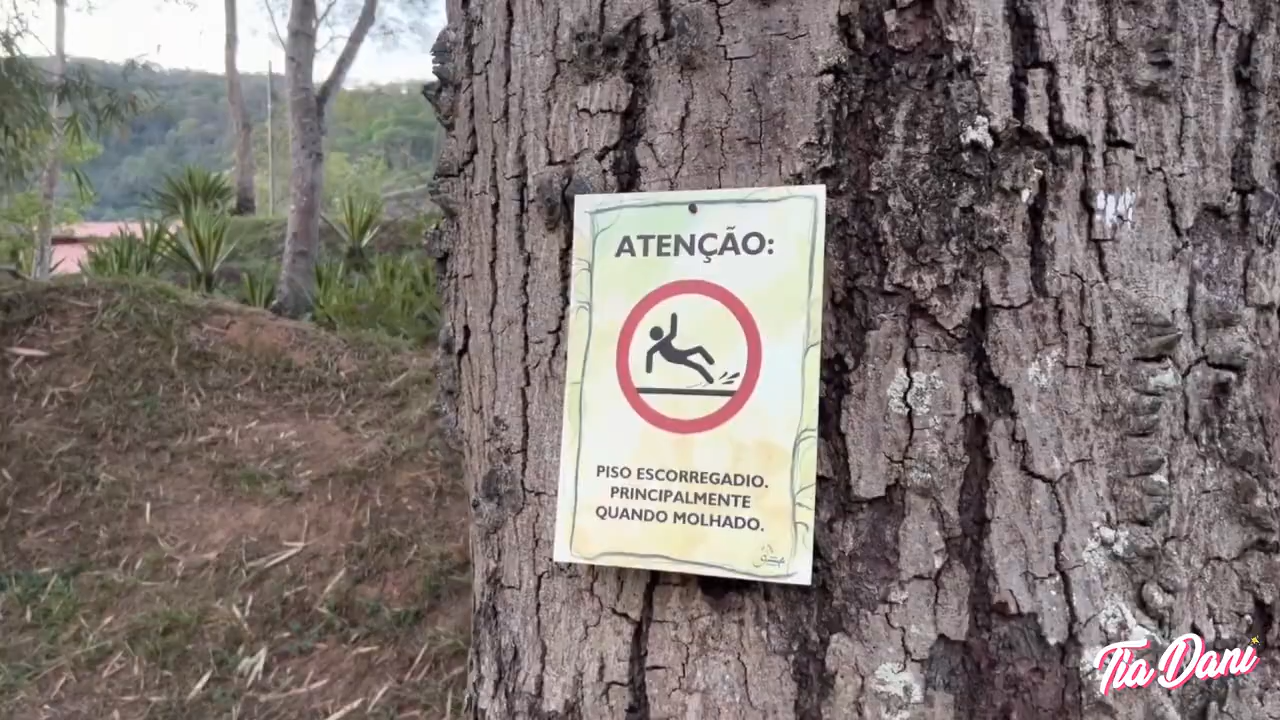 ATENÇÃO:
PISO ESCORREGADIO.
PRINCIPALMENTE
QUANDO MOLHADO.
Tia Dani